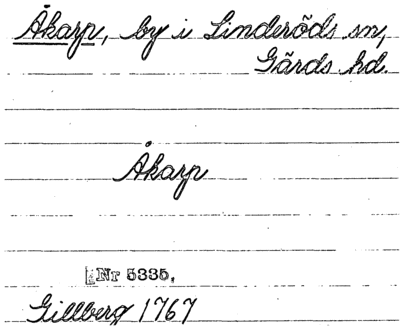 Åkarp, by i Linderöds sn,
Gärds hd.
Åkarp
Nr 5335.
Gillberg 1767